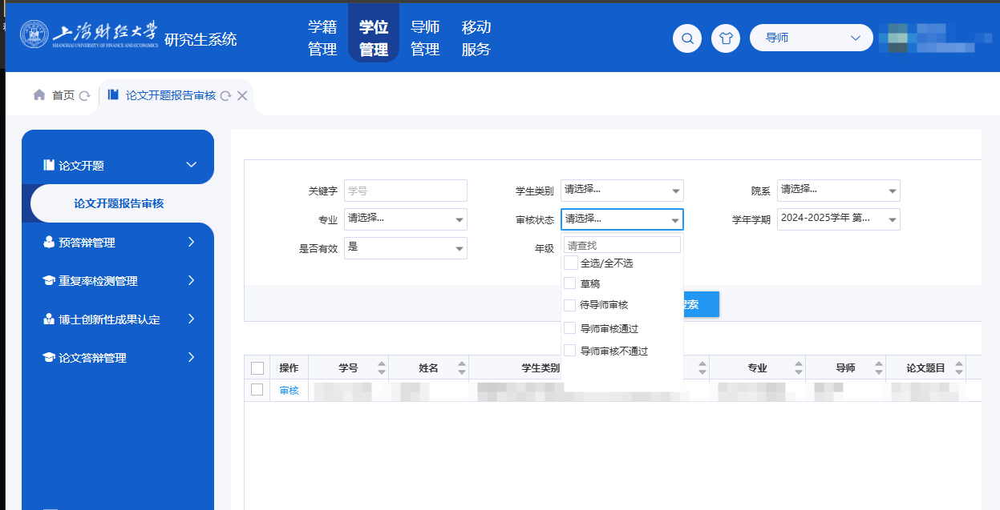 上海财经大学
SHANGHAI UNIVERSITY OF FINANCE AND ECONOMICS
研究生系统
学籍管理
学位管理
导师管理
移动服务
导师
首页
论文开题报告审核
论文开题
论文开题报告审核
预答辩管理
重复率检测管理
博士创新性成果认定
论文答辩管理
关键字 学号
学生类别 请选择...
院系 请选择...
专业 请选择...
审核状态 请选择...
学年学期 2024-2025学年 第...
是否有效 是
年级
请查找
全选/全不选
草稿
待导师审核
导师审核通过
导师审核不通过
索
操作 学号 姓名 学生类别 专业 导师 论文题目
审核